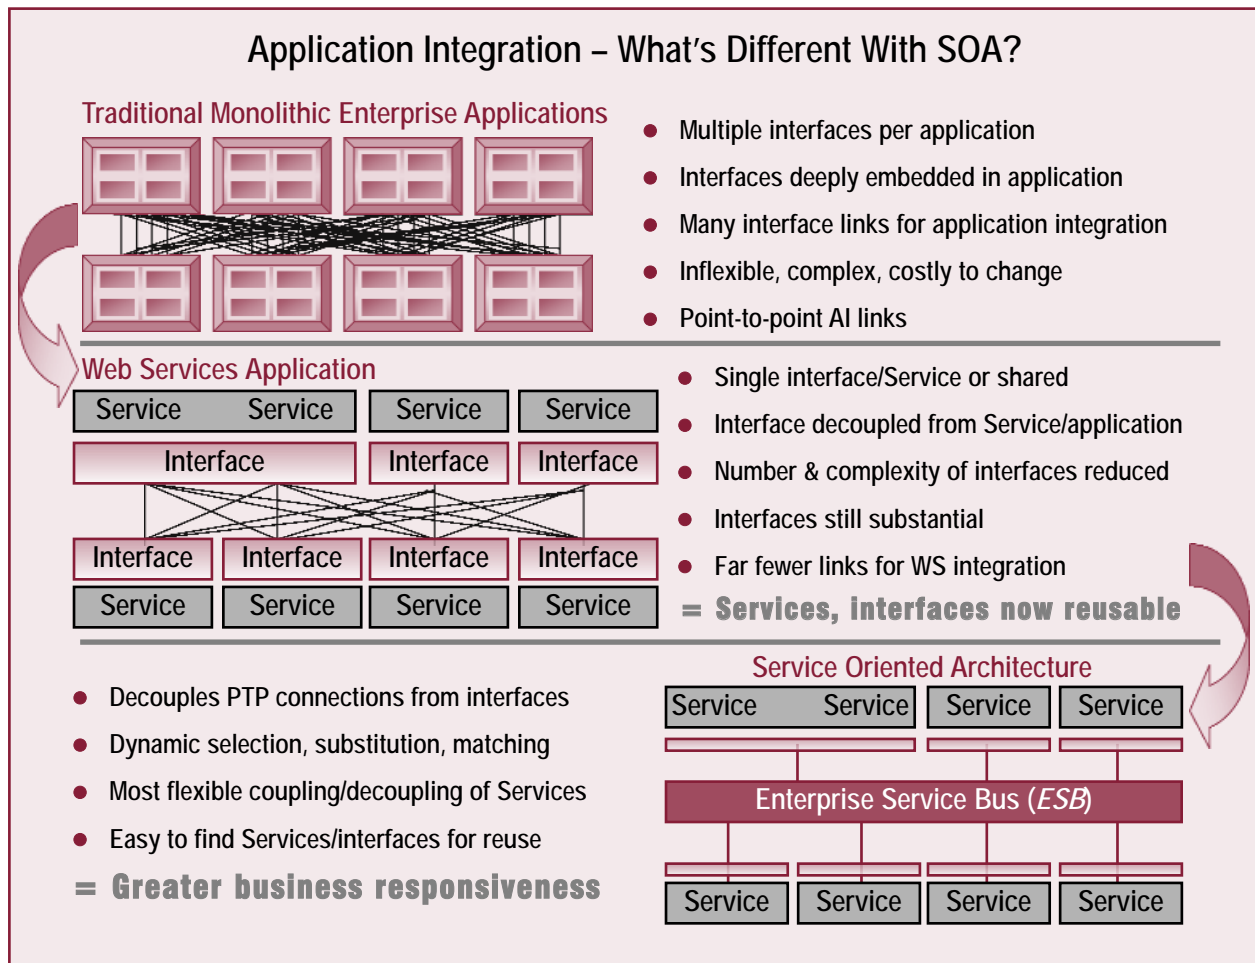 Application Integration – What's Different With SOA?
Traditional Monolithic Enterprise Applications
● Multiple interfaces per application
● Interfaces deeply embedded in application
● Many interface links for application integration
● Inflexible, complex, costly to change
● Point-to-point AI links
Web Services Application
Service Service Service Service
Interface Interface Interface
Interface Interface Interface Interface
Service Service Service Service
● Single interface/Service or shared
● Interface decoupled from Service/application
● Number & complexity of interfaces reduced
● Interfaces still substantial
● Far fewer links for WS integration
= Services, interfaces now reusable
● Decouples PTP connections from interfaces
● Dynamic selection, substitution, matching
● Most flexible coupling/decoupling of Services
● Easy to find Services/interfaces for reuse
= Greater business responsiveness
Service Oriented Architecture
Service Service Service Service
Enterprise Service Bus (ESB)
Service Service Service Service